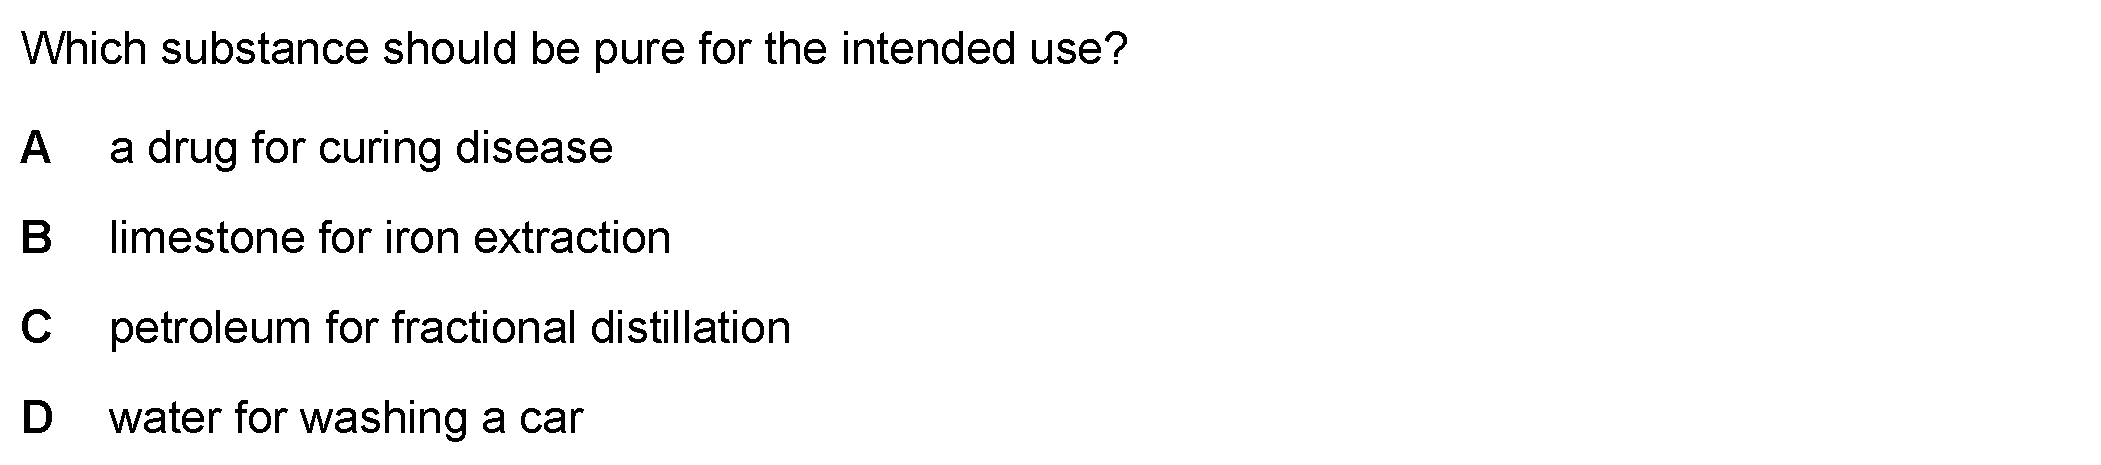 Which substance should be pure for the intended use?
A a drug for curing disease
B limestone for iron extraction
C petroleum for fractional distillation
D water for washing a car